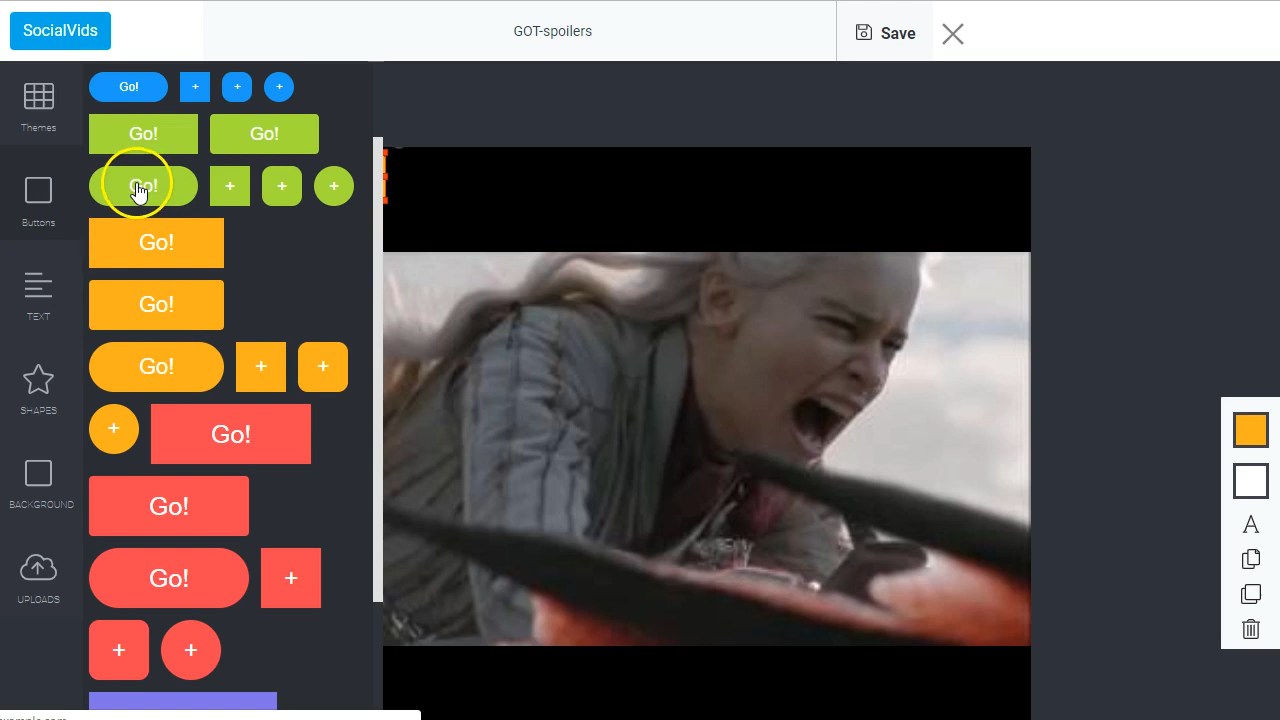 SocialVids
GOT-spoilers
Save
Themes
Buttons
TEXT
SHAPES
BACKGROUND
UPLOADS
Go! + + +
Go! Go!
Go! + + +
Go!
Go!
Go! + +
+ Go!
Go!
Go! +
+ +
A